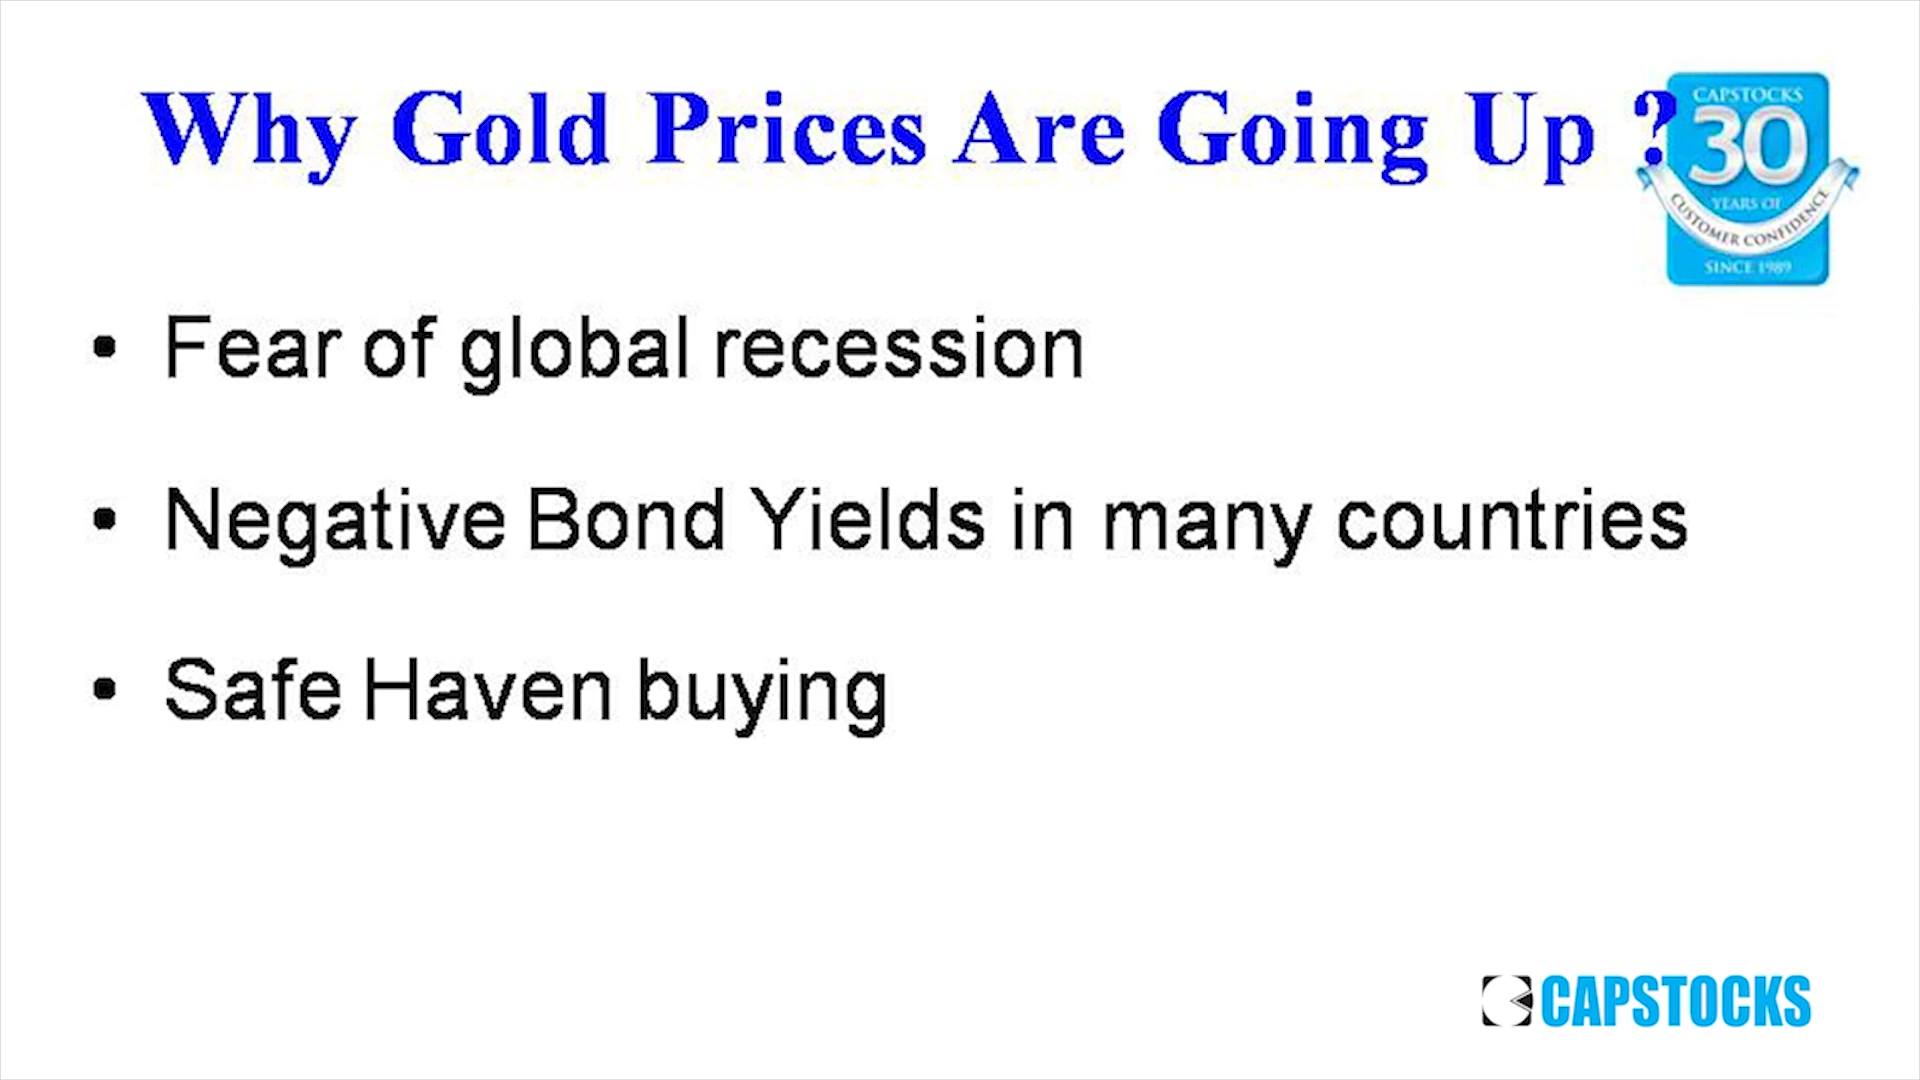 Why Gold Prices Are Going Up ?
CAPSTOCKS
30
YEARS OF
CUSTOMER CONFIDENCE
SINCE 1989
• Fear of global recession
• Negative Bond Yields in many countries
• Safe Haven buying
CAPSTOCKS